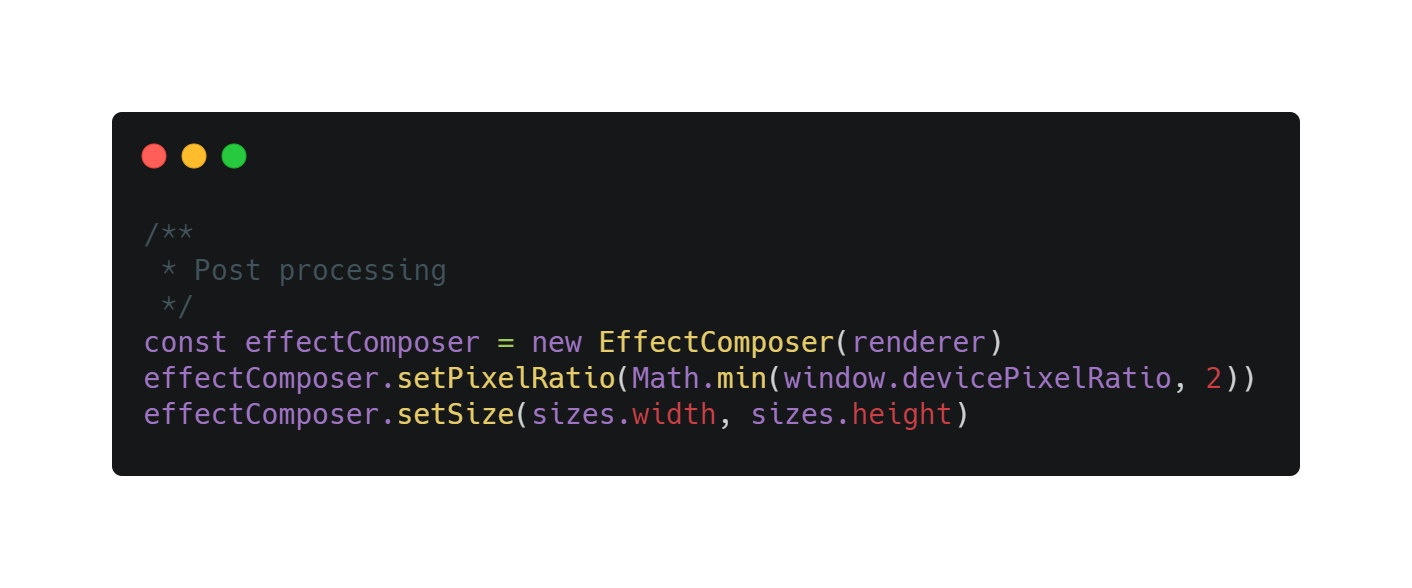 /**
 * Post processing
 */
const effectComposer = new EffectComposer(renderer)
effectComposer.setPixelRatio(Math.min(window.devicePixelRatio, 2))
effectComposer.setSize(sizes.width, sizes.height)